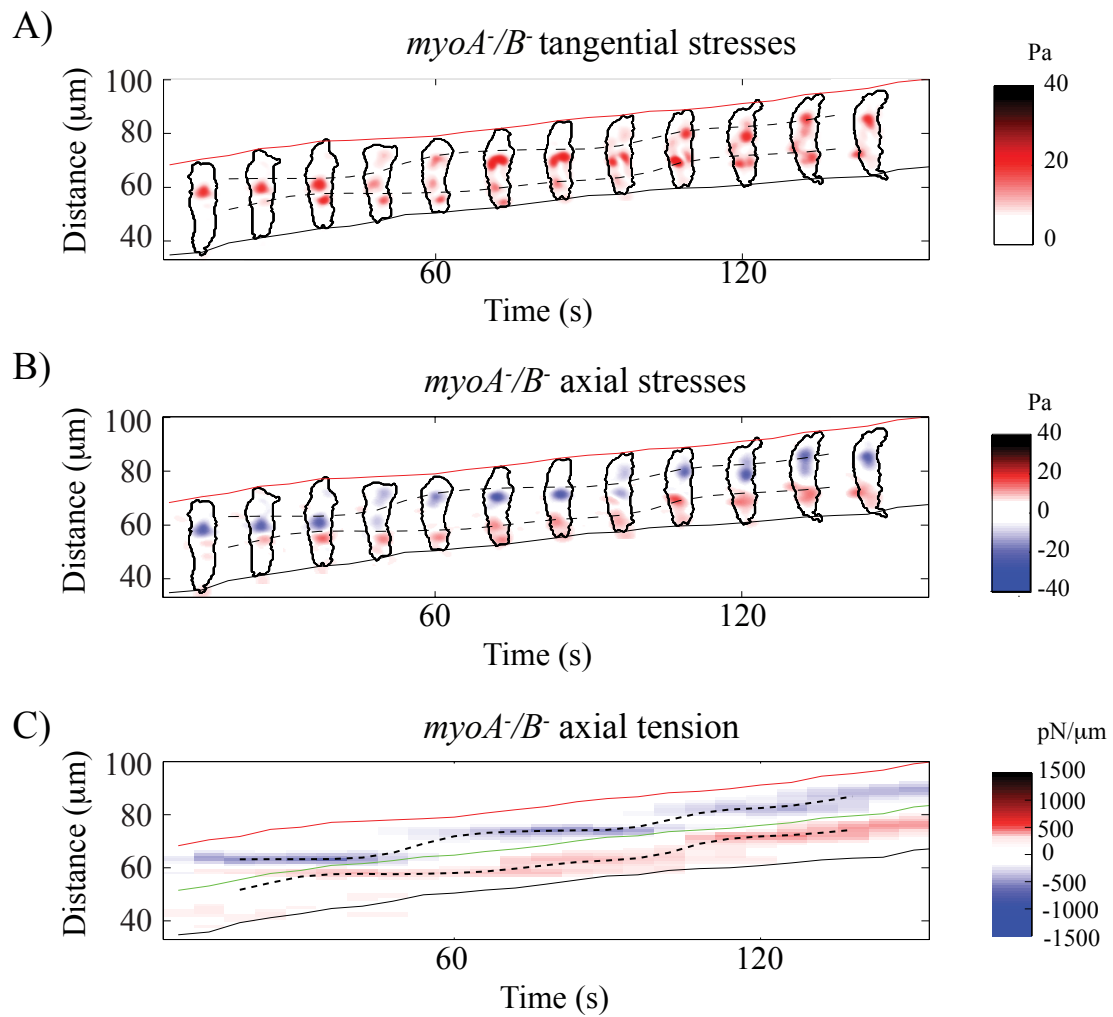 A)
myoA⁻/B⁻ tangential stresses
Pa
100
80
60
40
Distance (μm)
60
120
Time (s)
40
20
0
B)
myoA⁻/B⁻ axial stresses
Pa
100
80
60
40
Distance (μm)
60
120
Time (s)
40
20
0
-20
-40
C)
myoA⁻/B⁻ axial tension
pN/μm
100
80
60
40
Distance (μm)
60
120
Time (s)
1500
1000
500
0
-500
-1000
-1500